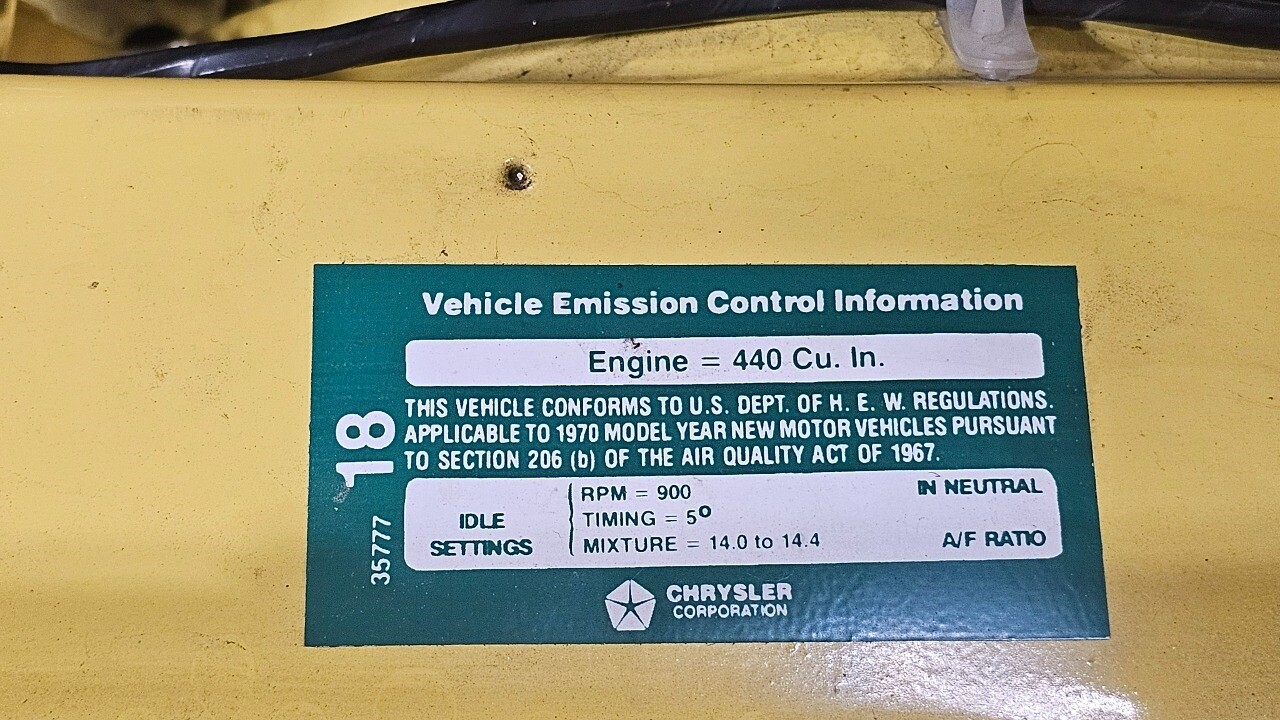 Vehicle Emission Control Information
Engine = 440 Cu. In.
THIS VEHICLE CONFORMS TO U.S. DEPT. OF H. E. W. REGULATIONS.
APPLICABLE TO 1970 MODEL YEAR NEW MOTOR VEHICLES PURSUANT
TO SECTION 206 (b) OF THE AIR QUALITY ACT OF 1967.
18
35777
IDLE
SETTINGS
RPM = 900 IN NEUTRAL
TIMING = 5°
MIXTURE = 14.0 to 14.4 A/F RATIO
CHRYSLER
CORPORATION